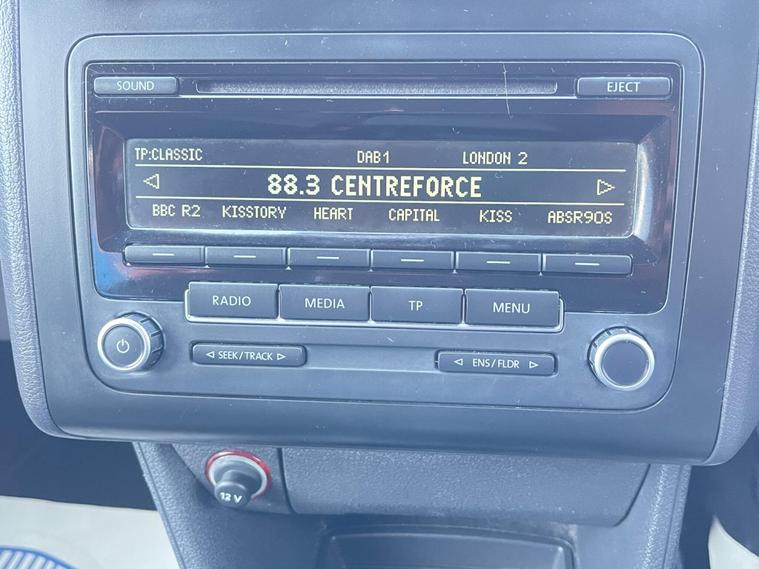 SOUND EJECT
TP:CLASSIC DAB1 LONDON 2
88.3 CENTREFORCE
BBC R2 KISSTORY HEART CAPITAL KISS ABSR90S
RADIO MEDIA TP MENU
SEEK/TRACK ENS/FLDR
12 V